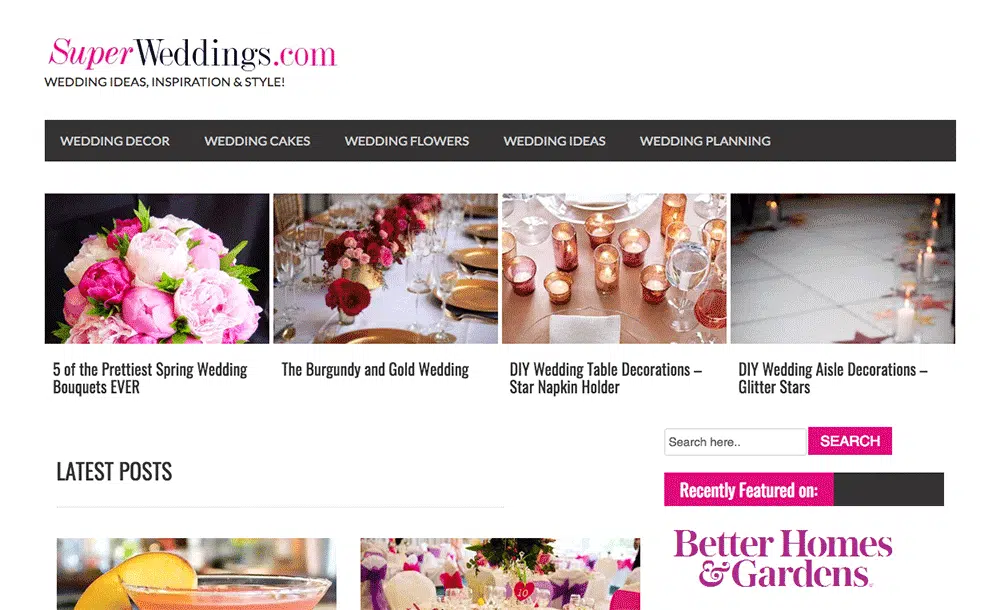 SuperWeddings.com
WEDDING IDEAS, INSPIRATION & STYLE!
WEDDING DECOR WEDDING CAKES WEDDING FLOWERS WEDDING IDEAS WEDDING PLANNING
5 of the Prettiest Spring Wedding
Bouquets EVER
The Burgundy and Gold Wedding
DIY Wedding Table Decorations –
Star Napkin Holder
DIY Wedding Aisle Decorations –
Glitter Stars
Search here.. SEARCH
LATEST POSTS
Recently Featured on:
Better Homes
&Gardens
10